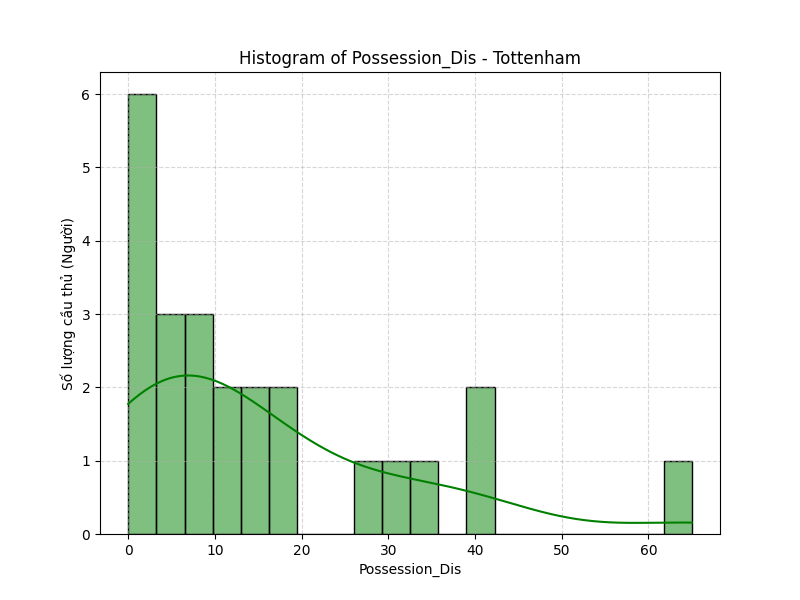 Histogram of Possession_Dis - Tottenham
Số lượng cầu thủ (Người)
6
5
4
3
2
1
0
0 10 20 30 40 50 60
Possession_Dis